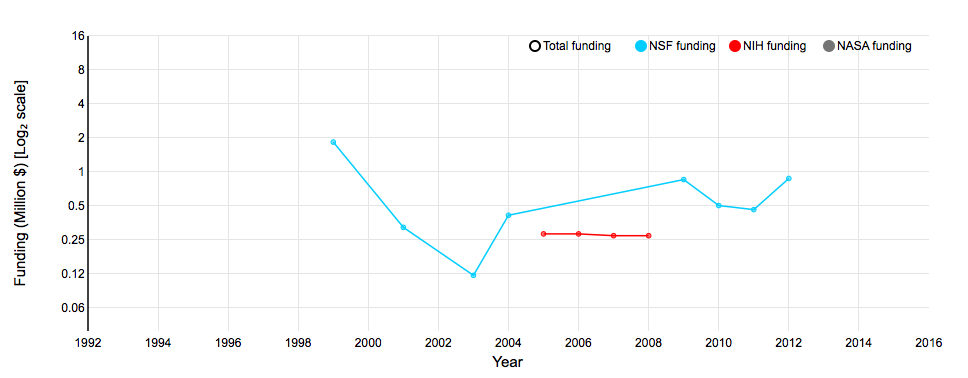 Total funding NSF funding NIH funding NASA funding
Funding (Million $) [Log₂ scale]
16
8
4
2
1
0.5
0.25
0.12
0.06
1992 1994 1996 1998 2000 2002 2004 2006 2008 2010 2012 2014 2016
Year